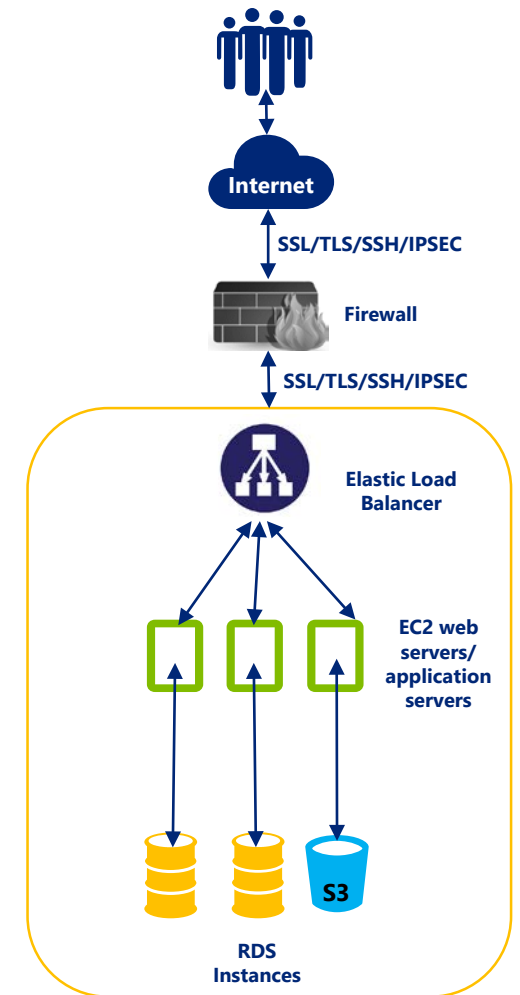 Internet
SSL/TLS/SSH/IPSEC
Firewall
SSL/TLS/SSH/IPSEC
Elastic Load
Balancer
EC2 web
servers/
application
servers
S3
RDS
Instances